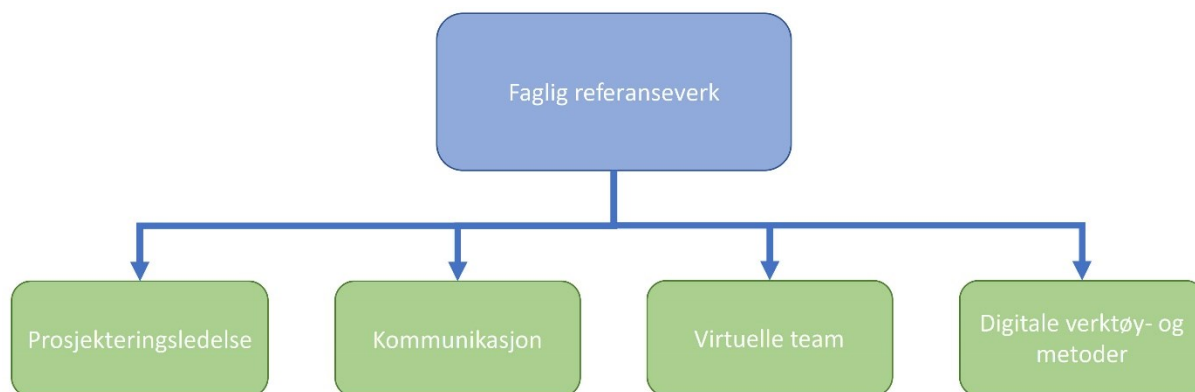 Faglig referanseverk
Prosjekteringsledelse
Kommunikasjon
Virtuelle team
Digitale verktøy- og
metoder